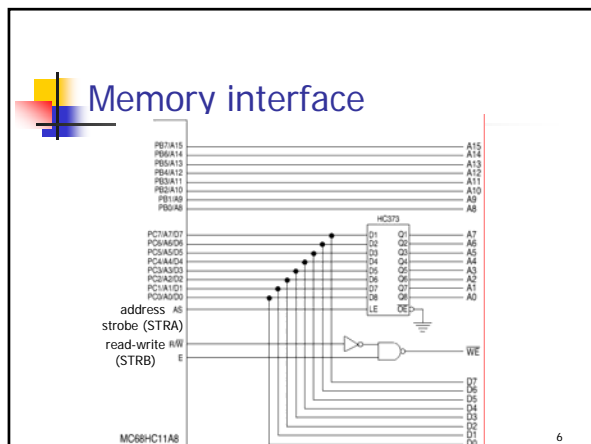 Memory interface
PB7/A15 A15
PB6/A14 A14
PB5/A13 A13
PB4/A12 A12
PB3/A11 A11
PB2/A10 A10
PB1/A9 A9
PB0/A8 A8
HC373
PC7/A7/D7 D1 Q1 A7
PC6/A6/D6 D2 Q2 A6
PC5/A5/D5 D3 Q3 A5
PC4/A4/D4 D4 Q4 A4
PC3/A3/D3 D5 Q5 A3
PC2/A2/D2 D6 Q6 A2
PC1/A1/D1 D7 Q7 A1
PC0/A0/D0 D8 Q8 A0
address AS LE OE
strobe (STRA)
read-write R/W
(STRB) E WE
D7
D6
D5
D4
D3
D2
D1
D0
MC68HC11A8
6